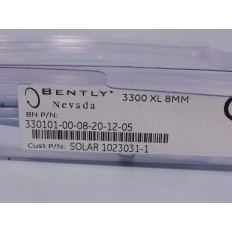 BENTLY 3300 XL 8MM
Nevada
BN P/N:
330101-00-08-20-12-05
Cust P/N: SOLAR 1023031-1